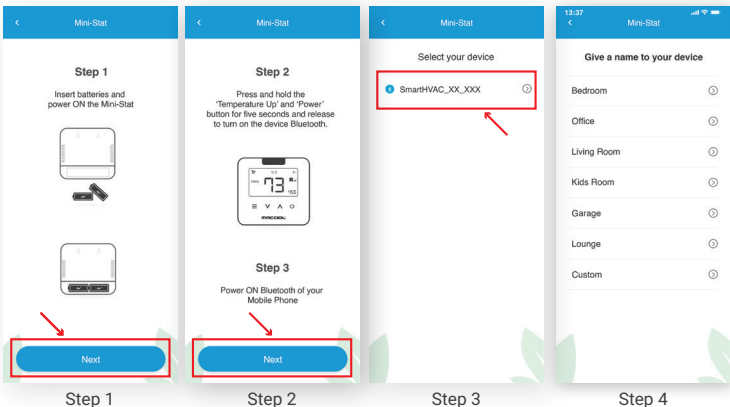 Mini-Stat
Step 1
Insert batteries and
power ON the Mini-Stat
Next
Step 1
Mini-Stat
Step 2
Press and hold the
‘Temperature Up’ and ‘Power’
button for five seconds and release
to turn on the device Bluetooth.
73
MRCOOL
Step 3
Power ON Bluetooth of your
Mobile Phone
Next
Step 2
Mini-Stat
Select your device
SmartHVAC_XX_XXX
Step 3
13:37
Mini-Stat
Give a name to your device
Bedroom
Office
Living Room
Kids Room
Garage
Lounge
Custom
Step 4